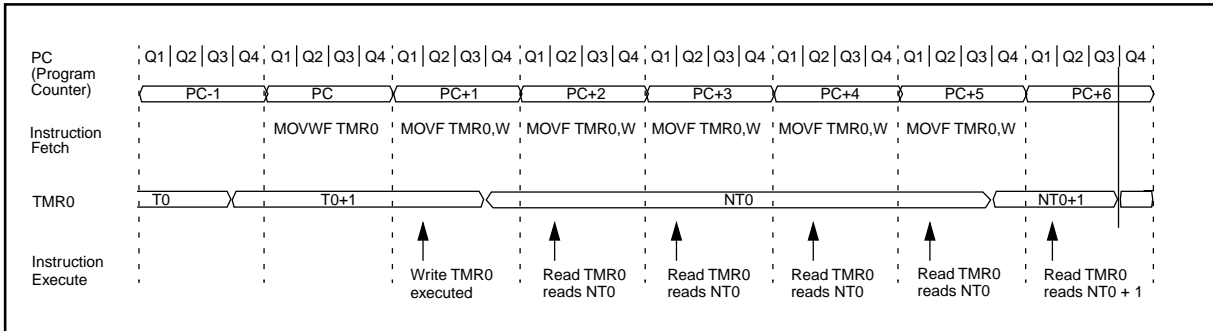 PC
(Program
Counter)
Q1 Q2 Q3 Q4 Q1 Q2 Q3 Q4 Q1 Q2 Q3 Q4 Q1 Q2 Q3 Q4 Q1 Q2 Q3 Q4 Q1 Q2 Q3 Q4 Q1 Q2 Q3 Q4 Q1 Q2 Q3 Q4
PC-1 PC PC+1 PC+2 PC+3 PC+4 PC+5 PC+6
Instruction
Fetch
MOVWF TMR0 MOVF TMR0,W MOVF TMR0,W MOVF TMR0,W MOVF TMR0,W MOVF TMR0,W
TMR0
T0 T0+1 NT0 NT0+1
Instruction
Execute
Write TMR0
executed
Read TMR0
reads NT0
Read TMR0
reads NT0
Read TMR0
reads NT0
Read TMR0
reads NT0
Read TMR0
reads NT0 + 1